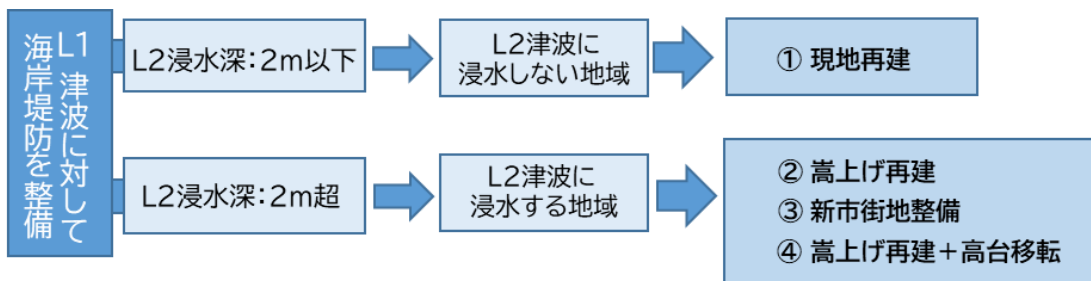 L1 津波に対して
海岸堤防を整備
L2浸水深:2m以下
L2津波に
浸水しない地域
① 現地再建
L2浸水深:2m超
L2津波に
浸水する地域
② 嵩上げ再建
③ 新市街地整備
④ 嵩上げ再建+高台移転